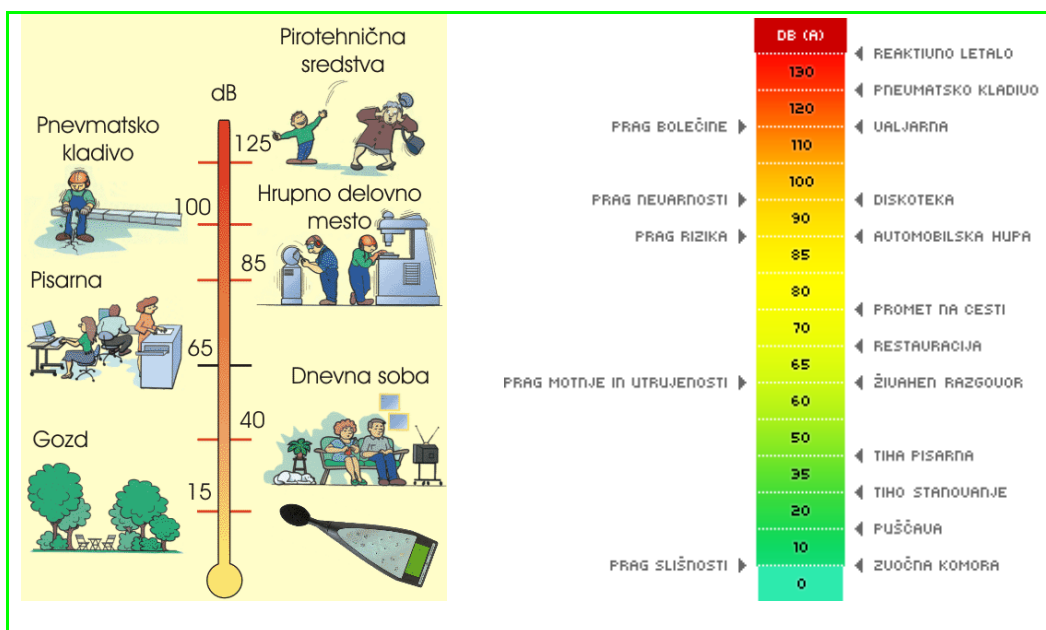 Pirotehnična
sredstva
dB
Pnevmatsko
kladivo
125
100
Hrupno delovno
mesto
85
Pisarna
65
Dnevna soba
40
Gozd
15
DB (A)
REAKTIVNO LETALO
130
PNEUMATSKO KLADIVO
120
PRAG BOLEČINE
VALJARNA
110
100
PRAG NEVARNOSTI
DISKOTEKA
90
PRAG RIZIKA
AUTOMOBILSKA HUPA
85
80
PROMET NA CESTI
70
RESTAURACIJA
65
PRAG MOTNJE IN UTRUJENOSTI
ŽIVAHEN RAZGOVOR
60
50
TIHA PISARNA
35
TIHO STANOVANJE
20
PUŠČAVA
10
PRAG SLIŠNOSTI
ZVOČNA KOMORA
0